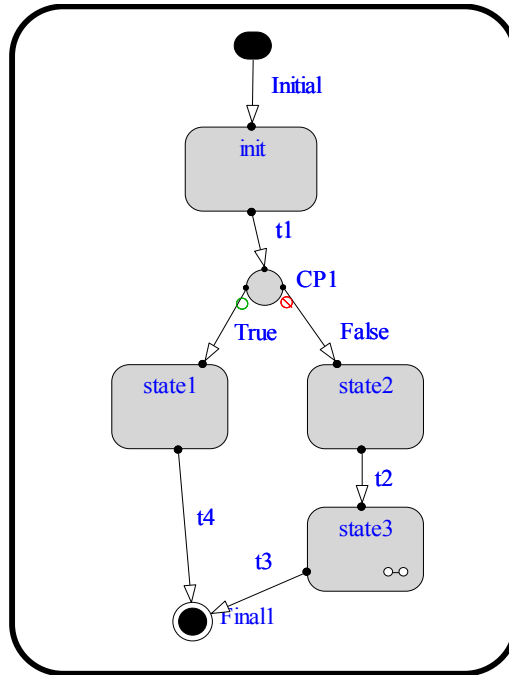 Initial
init
t1
CP1
True
False
state1
state2
t2
t4
state3
t3
Final1